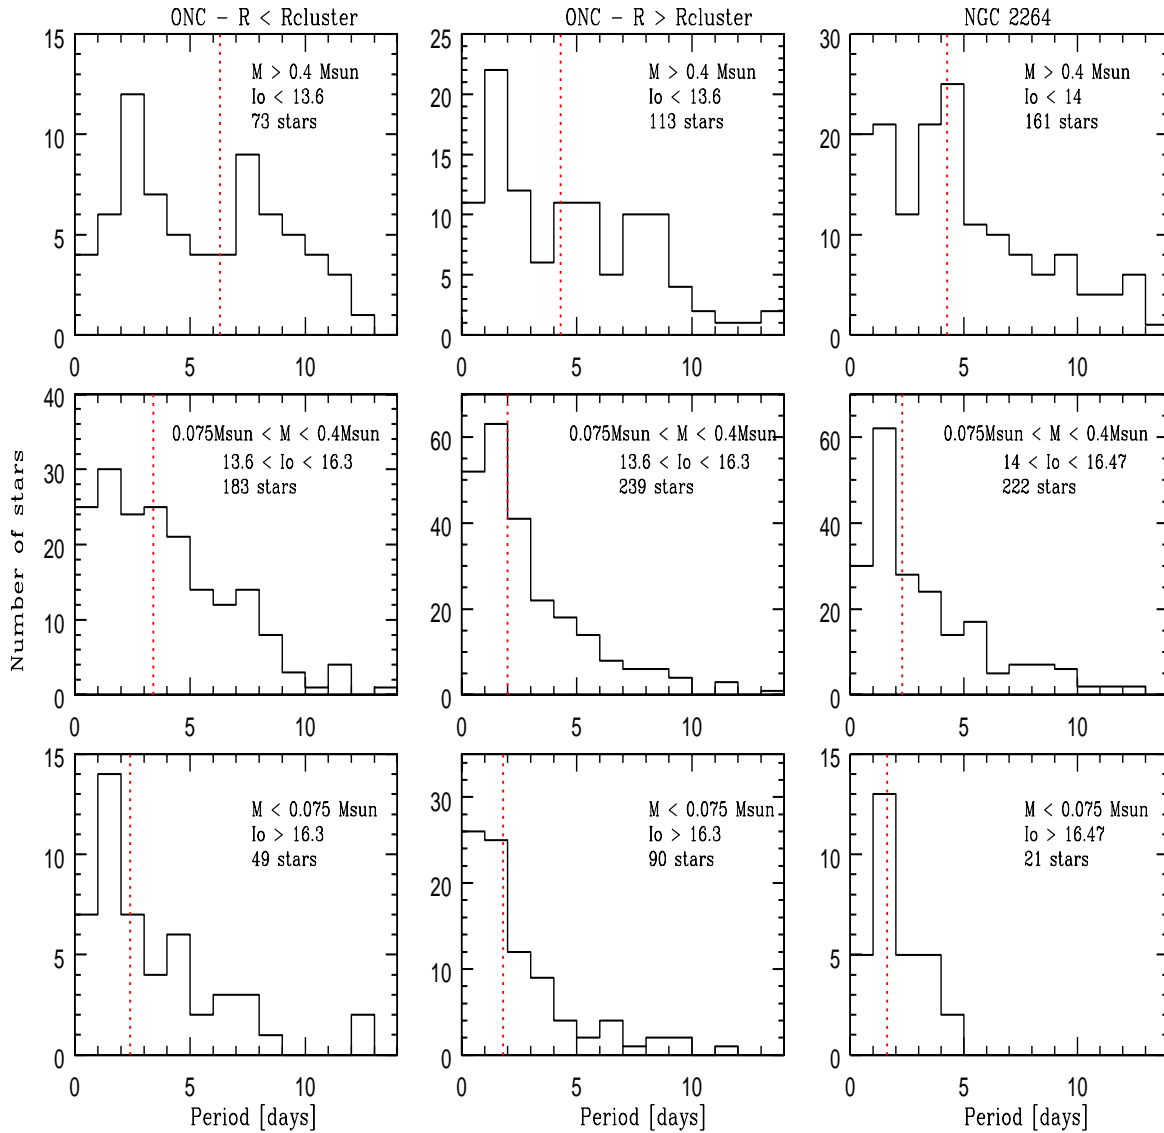 ONC - R < Rcluster
ONC - R > Rcluster
NGC 2264
15
10
5
0
M > 0.4 Msun
Io < 13.6
73 stars
0 5 10
25
20
15
10
5
0
M > 0.4 Msun
Io < 13.6
113 stars
0 5 10
30
20
10
0
M > 0.4 Msun
Io < 14
161 stars
0 5 10
Number of stars
40
30
20
10
0
0.075Msun < M < 0.4Msun
13.6 < Io < 16.3
183 stars
0 5 10
60
40
20
0
0.075Msun < M < 0.4Msun
13.6 < Io < 16.3
239 stars
0 5 10
60
40
20
0
0.075Msun < M < 0.4Msun
14 < Io < 16.47
222 stars
0 5 10
15
10
5
0
M < 0.075 Msun
Io > 16.3
49 stars
0 5 10
Period [days]
30
20
10
0
M < 0.075 Msun
Io > 16.3
90 stars
0 5 10
Period [days]
15
10
5
0
M < 0.075 Msun
Io > 16.47
21 stars
0 5 10
Period [days]